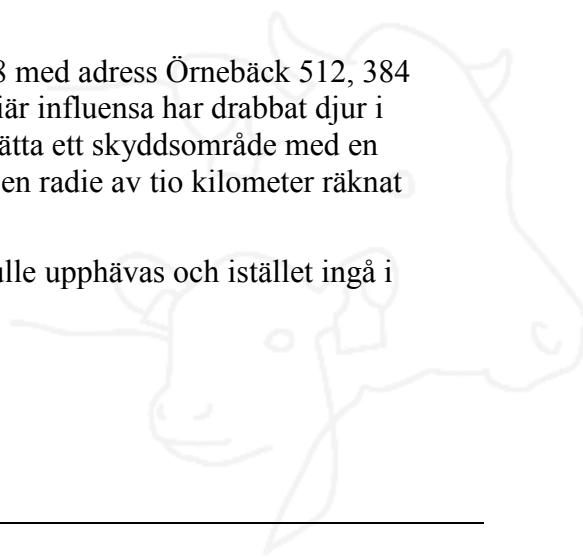 8 med adress Örnebäck 512, 384
iär influensa har drabbat djur i
ätta ett skyddsområde med en
en radie av tio kilometer räknat
ulle upphävas och istället ingå i